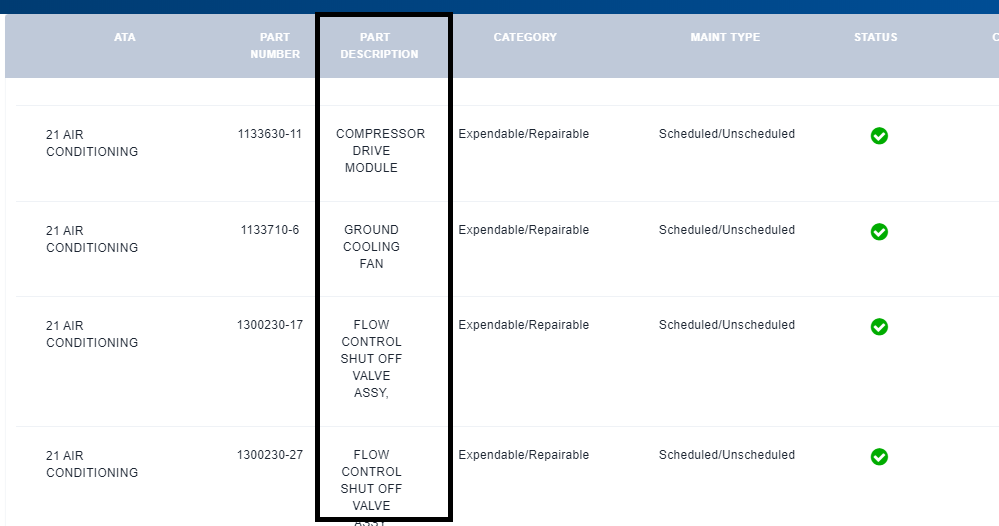 ATA
PART NUMBER
PART DESCRIPTION
CATEGORY
MAINT TYPE
STATUS
21 AIR
CONDITIONING
1133630-11
COMPRESSOR
DRIVE
MODULE
Expendable/Repairable
Scheduled/Unscheduled
21 AIR
CONDITIONING
1133710-6
GROUND
COOLING
FAN
Expendable/Repairable
Scheduled/Unscheduled
21 AIR
CONDITIONING
1300230-17
FLOW
CONTROL
SHUT OFF
VALVE
ASSY,
Expendable/Repairable
Scheduled/Unscheduled
21 AIR
CONDITIONING
1300230-27
FLOW
CONTROL
SHUT OFF
VALVE
Expendable/Repairable
Scheduled/Unscheduled